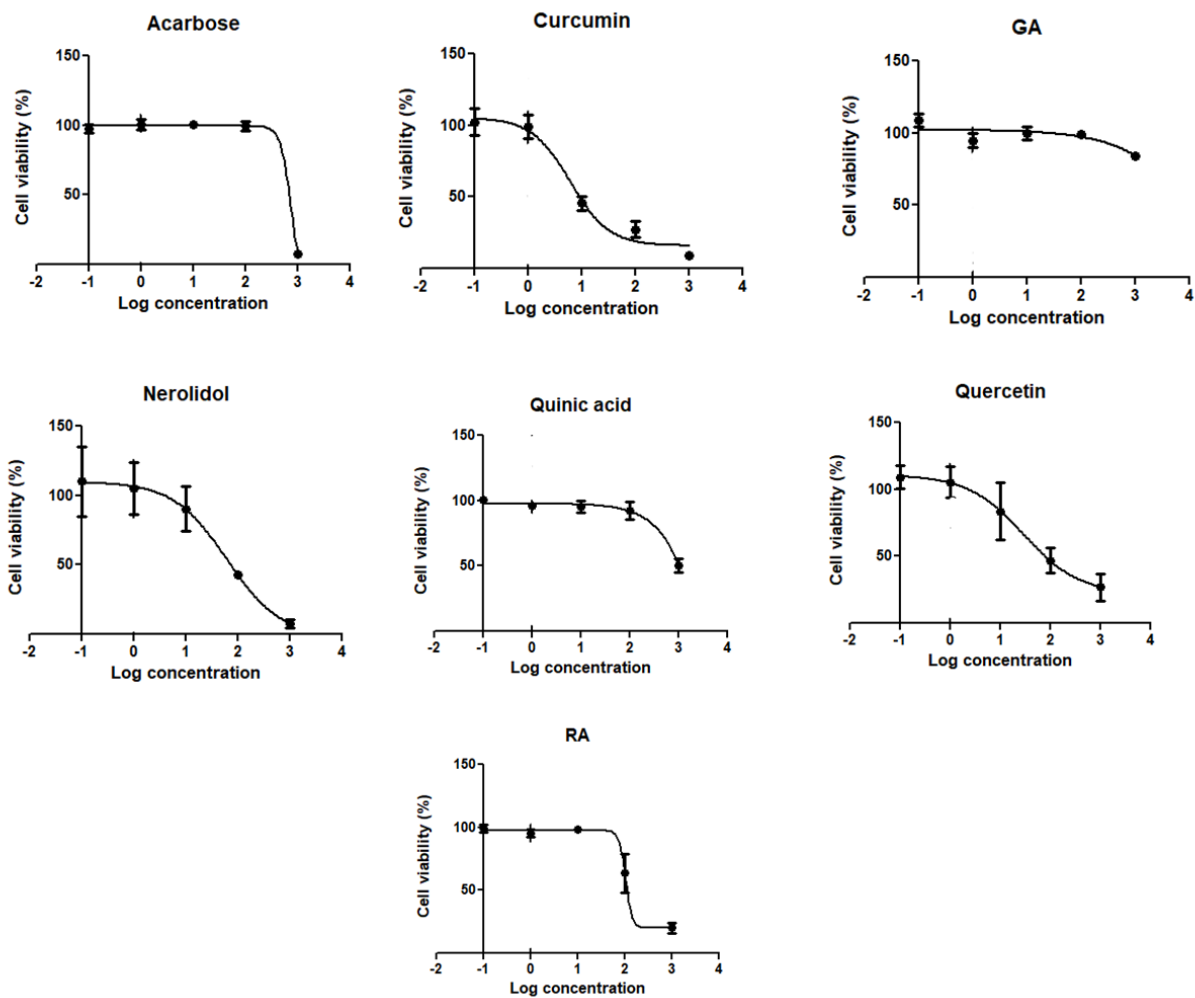 Acarbose
150
100
50
Cell viability (%)
-2 -1 0 1 2 3 4
Log concentration
Curcumin
150
100
50
Cell viability (%)
-2 -1 0 1 2 3 4
Log concentration
GA
150
100
50
Cell viability (%)
-2 -1 0 1 2 3 4
Log concentration
Nerolidol
150
100
50
Cell viability (%)
-2 -1 0 1 2 3 4
Log concentration
Quinic acid
150
100
50
Cell viability (%)
-2 -1 0 1 2 3 4
Log concentration
Quercetin
150
100
50
Cell viability (%)
-2 -1 0 1 2 3 4
Log concentration
RA
150
100
50
Cell viability (%)
-2 -1 0 1 2 3 4
Log concentration